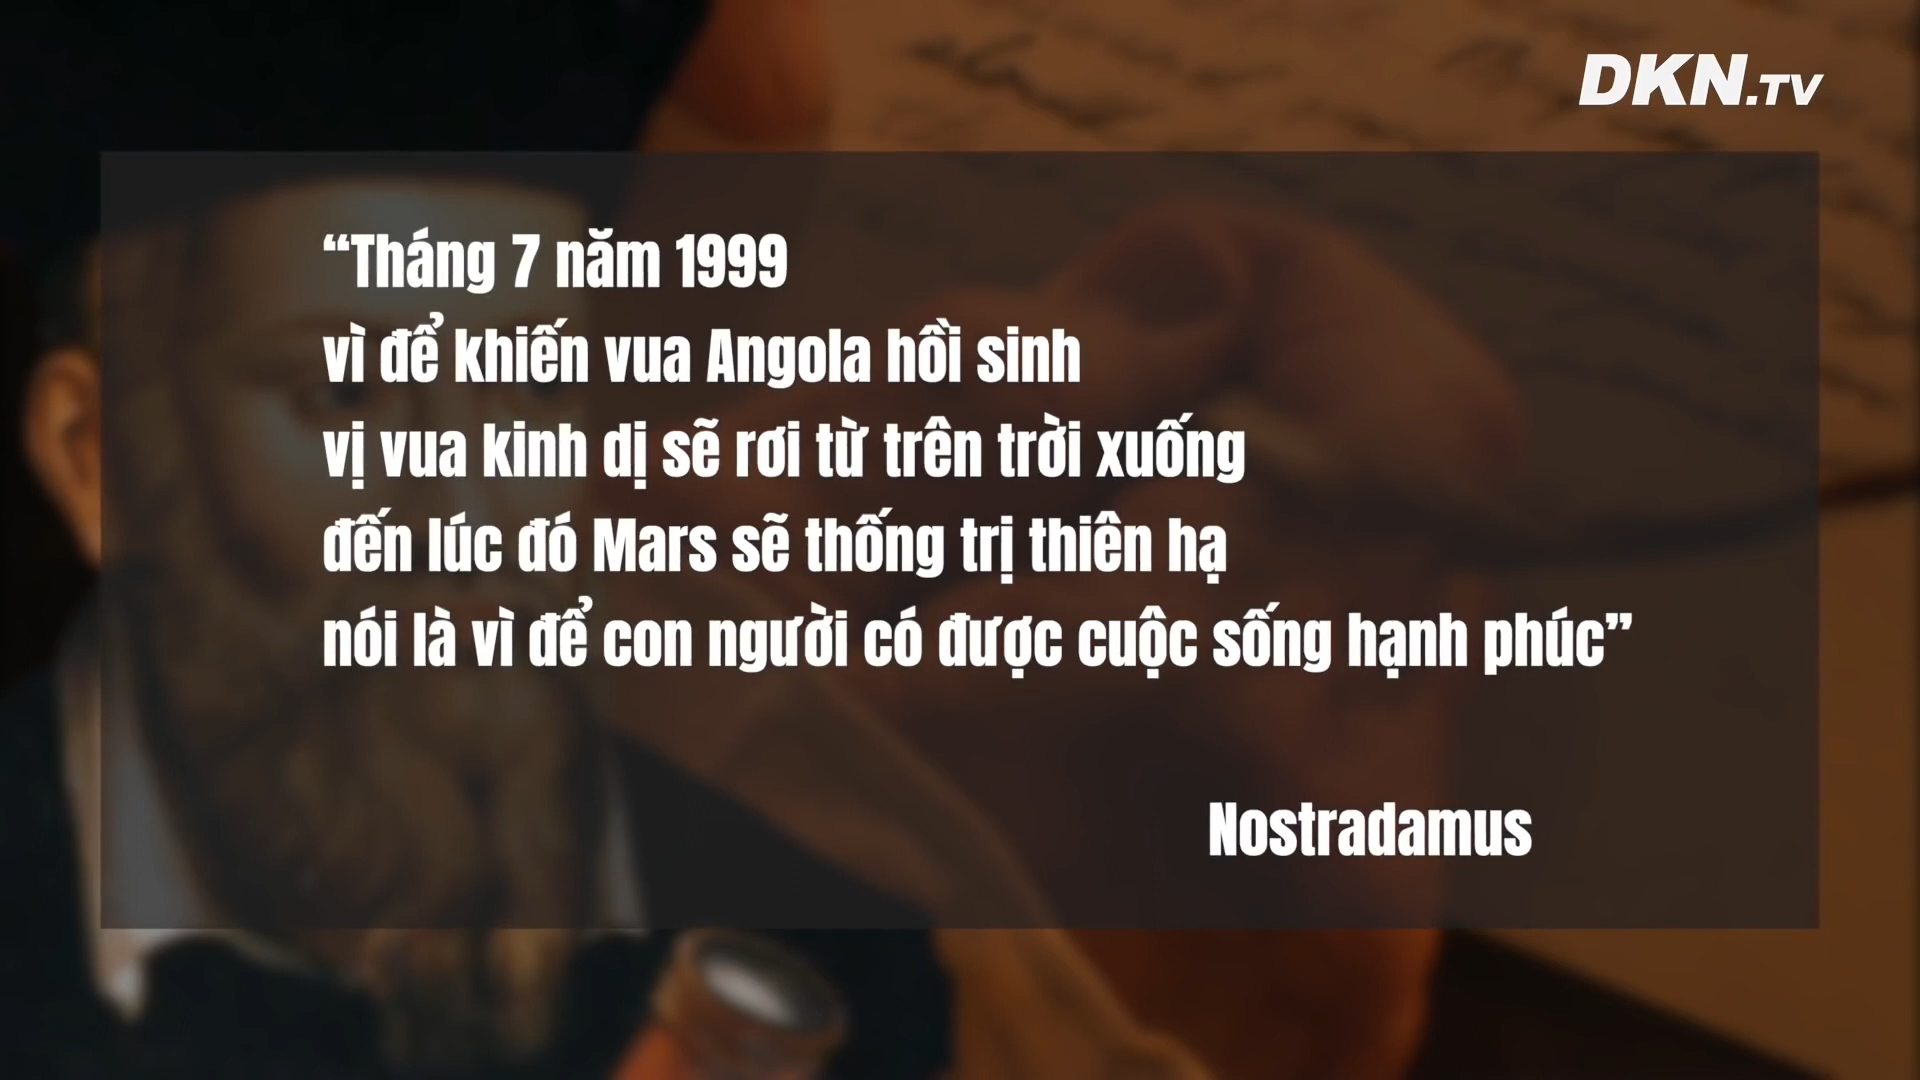 DKN.TV
“Tháng 7 năm 1999
vì để khiến vua Angola hồi sinh
vị vua kinh dị sẽ rơi từ trên trời xuống
đến lúc đó Mars sẽ thống trị thiên hạ
nói là vì để con người có được cuộc sống hạnh phúc”
Nostradamus